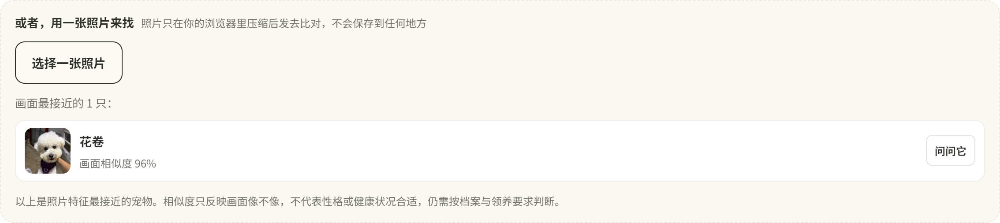 或者，用一张照片来找 照片只在你的浏览器里压缩后发去比对，不会保存到任何地方
选择一张照片
画面最接近的 1 只：
花卷
画面相似度 96%
问问它
以上是照片特征最接近的宠物。相似度只反映画面像不像，不代表性格或健康状况合适，仍需按档案与领养要求判断。